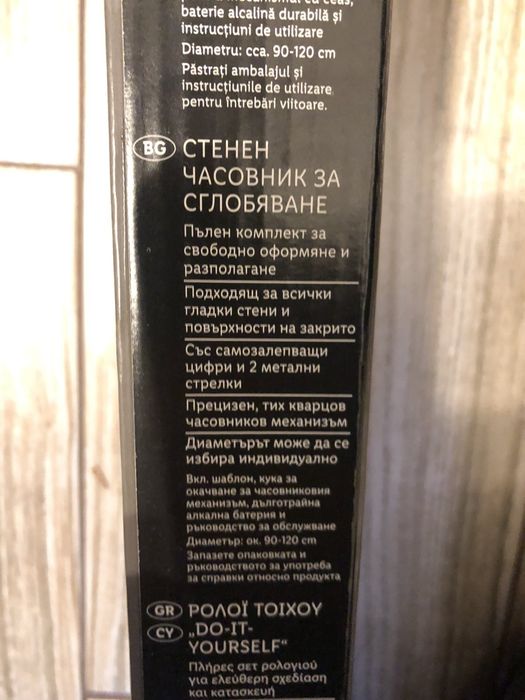 baterie alcalină durabilă și
instrucțiuni de utilizare
Diametru: cca. 90-120 cm
Păstrați ambalajul și
instrucțiunile de utilizare
pentru întrebări viitoare.
BG СТЕНЕН
ЧАСОВНИК ЗА
СГЛОБЯВАНЕ
Пълен комплект за
свободно оформяне и
разполагане
Подходящ за всички
гладки стени и
повърхности на закрито
Със самозалепващи
цифри и 2 метални
стрелки
Прецизен, тих кварцов
часовников механизъм
Диаметърът може да се
избира индивидуално
Вкл. шаблон, кука за
окачване за часовниковия
механизъм, дълготрайна
алкална батерия и
ръководство за обслужване
Диаметър: ок. 90-120 cm
Запазете опаковката и
ръководството за употреба
за справки относно продукта
GR ΡΟΛΟΪ ΤΟΙΧΟΥ
CY „DO-IT-
YOURSELF“
Πλήρες σετ ρολογιού
για ελεύθερη σχεδίαση
και κατασκευή